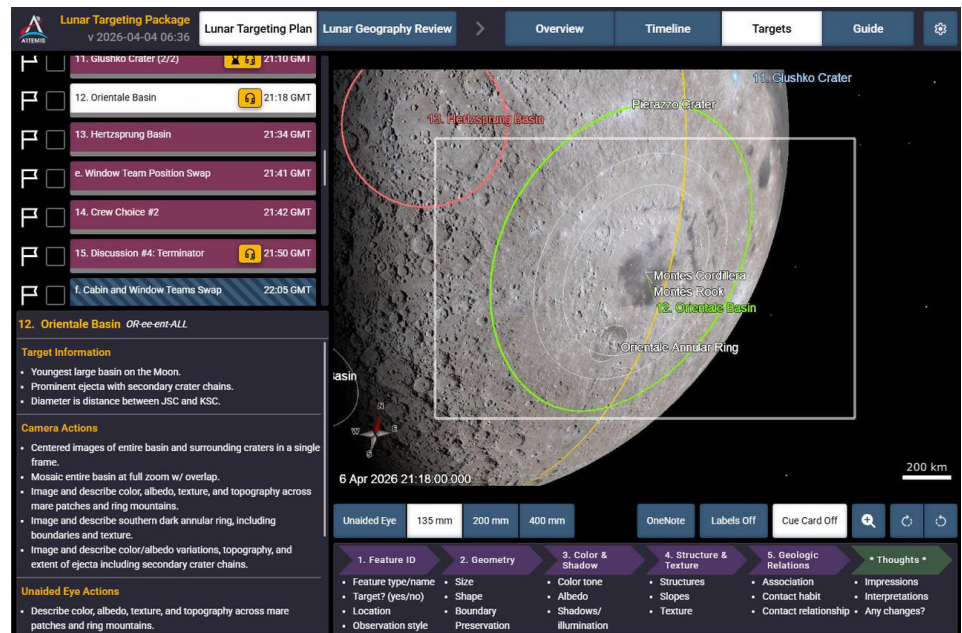 ARTEMIS
Lunar Targeting Package
v 2026-04-04 06:36
Lunar Targeting Plan
Lunar Geography Review
Overview
Timeline
Targets
Guide
11. Glushko Crater (2/2) 21:10 GMT
12. Orientale Basin 21:18 GMT
13. Hertzsprung Basin 21:34 GMT
e. Window Team Position Swap 21:41 GMT
14. Crew Choice #2 21:42 GMT
15. Discussion #4: Terminator 21:50 GMT
f. Cabin and Window Teams Swap 22:05 GMT
12. Orientale Basin OR-ee-ent-ALL
Target Information
• Youngest large basin on the Moon.
• Prominent ejecta with secondary crater chains.
• Diameter is distance between JSC and KSC.
Camera Actions
• Centered images of entire basin and surrounding craters in a single
frame.
• Mosaic entire basin at full zoom w/ overlap.
• Image and describe color, albedo, texture, and topography across
mare patches and ring mountains.
• Image and describe southern dark annular ring, including
boundaries and texture.
• Image and describe color/albedo variations, topography, and
extent of ejecta including secondary crater chains.
Unaided Eye Actions
• Describe color, albedo, texture, and topography across mare
patches and ring mountains.
11. Glushko Crater
Pierazzo Crater
13. Hertzsprung Basin
Montes Cordillera
Montes Rook
12. Orientale Basin
Orientale Annular Ring
asin
N
W E
S
6 Apr 2026 21:18:00.000
200 km
Unaided Eye
135 mm
200 mm
400 mm
OneNote
Labels Off
Cue Card Off
1. Feature ID
• Feature type/name
• Target? (yes/no)
• Location
• Observation style
2. Geometry
• Size
• Shape
• Boundary
Preservation
3. Color &
Shadow
• Color tone
• Albedo
• Shadows/
illumination
4. Structure &
Texture
• Structures
• Slopes
• Texture
5. Geologic
Relations
• Association
• Contact habit
• Contact relationship
* Thoughts *
• Impressions
• Interpretations
• Any changes?